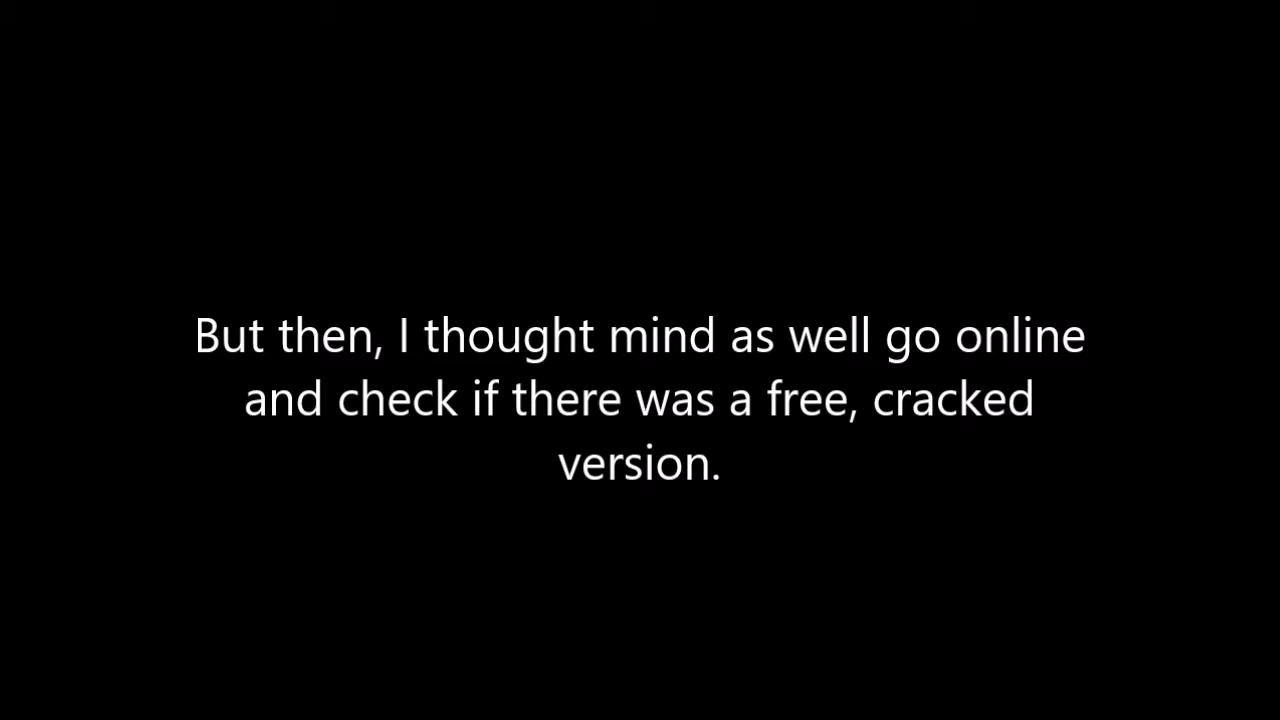 But then, I thought mind as well go online
and check if there was a free, cracked
version.